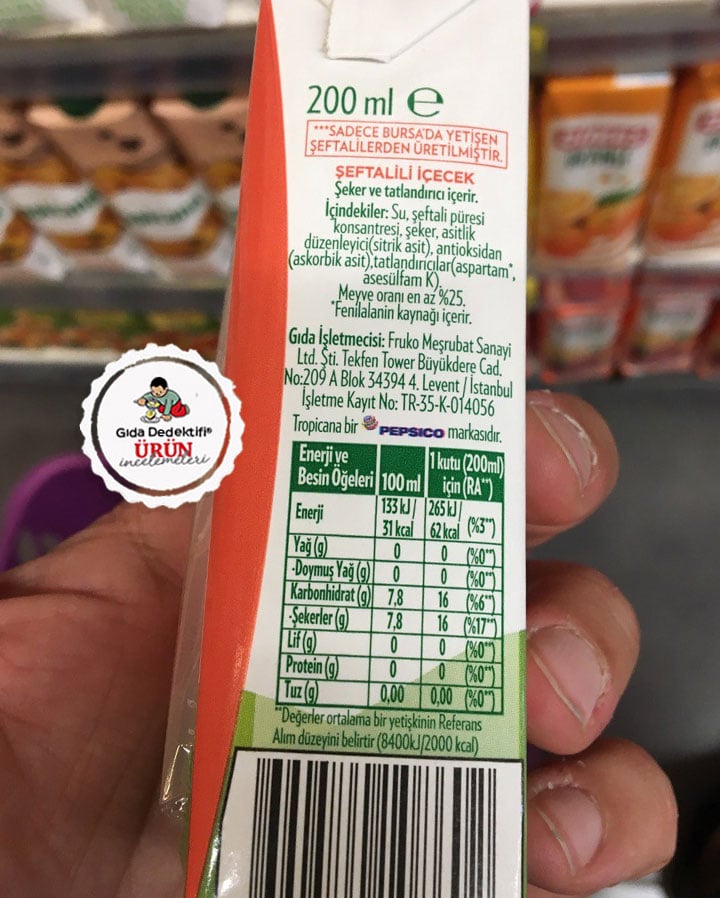 200 ml ℮
***SADECE BURSA'DA YETİŞEN
ŞEFTALİLERDEN ÜRETİLMİŞTİR.
ŞEFTALİLİ İÇECEK
Şeker ve tatlandırıcı içerir.
İçindekiler: Su, şeftali püresi
konsantresi, şeker, asitlik
düzenleyici(sitrik asit), antioksidan
(askorbik asit),tatlandırıcılar(aspartam*,
asesülfam K).
Meyve oranı en az %25.
*Fenilalanin kaynağı içerir.
Gıda İşletmecisi: Fruko Meşrubat Sanayi
Ltd. Şti. Tekfen Tower Büyükdere Cad.
No:209 A Blok 34394 4. Levent / İstanbul
İşletme Kayıt No: TR-35-K-014056
Tropicana bir PEPSICO markasıdır.
Enerji ve Besin Öğeleri 100 ml 1 kutu (200ml) için (RA**)
Enerji 133 kJ/ 31 kcal 265 kJ/ 62 kcal (%3**)
Yağ (g) 0 0 (%0**)
-Doymuş Yağ (g) 0 0 (%0**)
Karbonhidrat (g) 7,8 16 (%6**)
-Şekerler (g) 7,8 16 (%17**)
Lif (g) 0 0 (%0**)
Protein (g) 0 0 (%0**)
Tuz (g) 0,00 0,00 (%0**)
**Değerler ortalama bir yetişkinin Referans
Alım düzeyini belirtir (8400kJ/2000 kcal)
Gıda Dedektifi®
ÜRÜN
incelemeleri